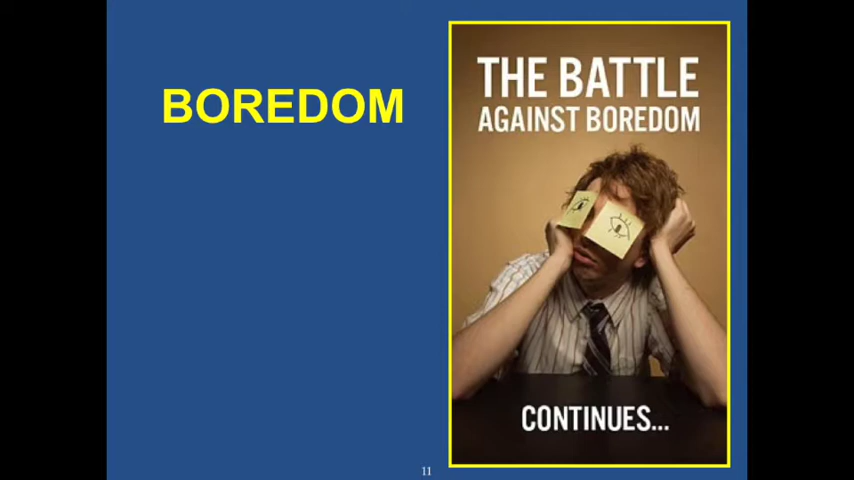 BOREDOM
THE BATTLE
AGAINST BOREDOM
CONTINUES...
11